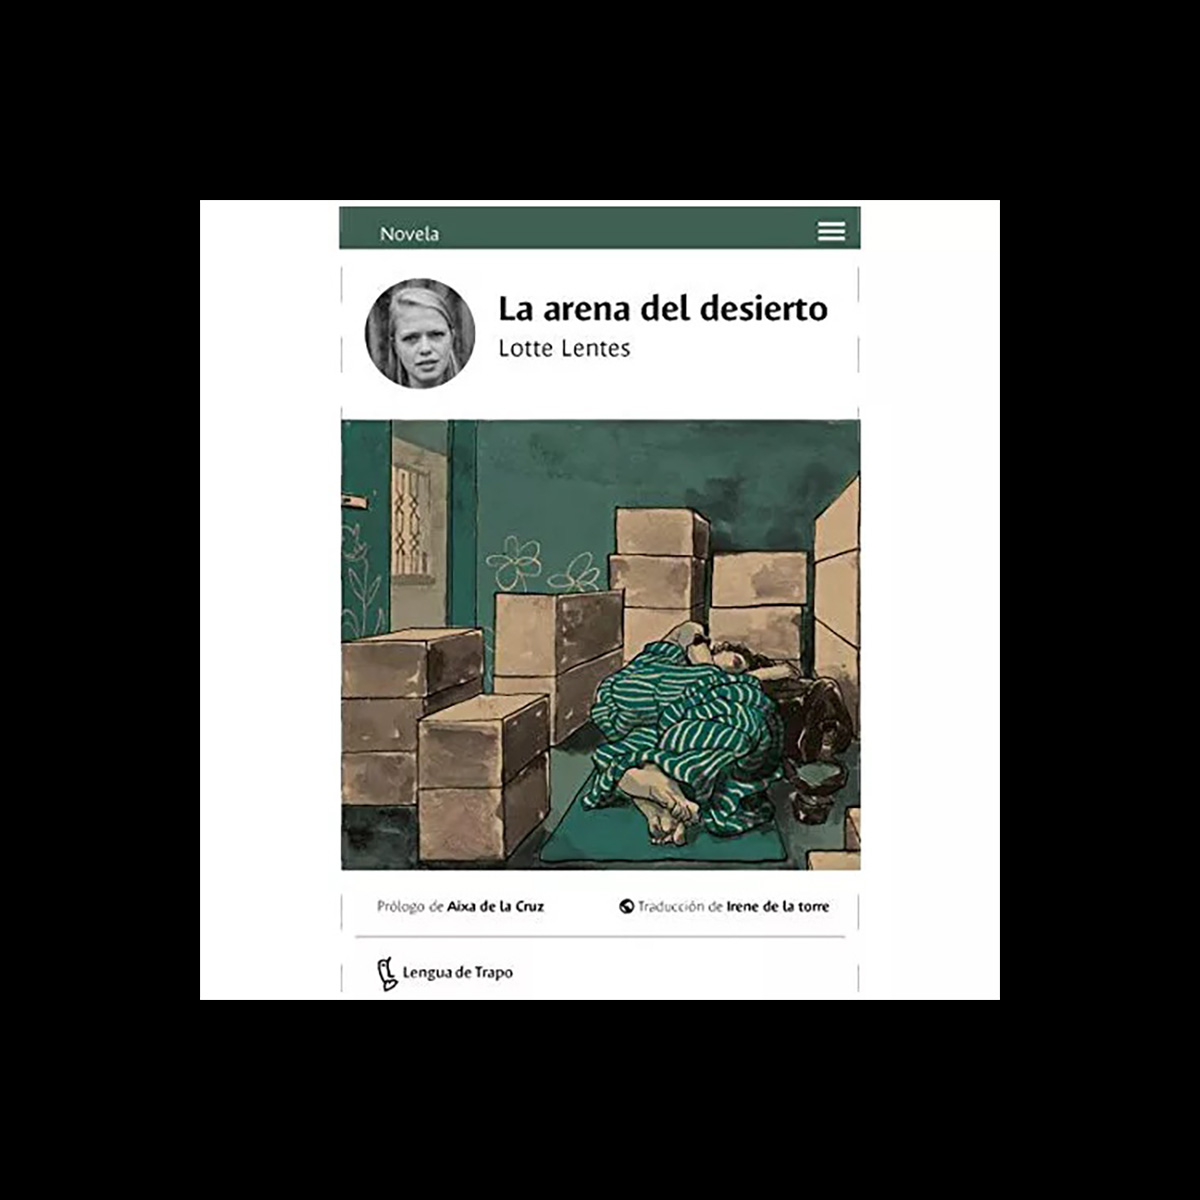 Novela
La arena del desierto
Lotte Lentes
Prólogo de Aixa de la Cruz
Traducción de Irene de la torre
Lengua de Trapo